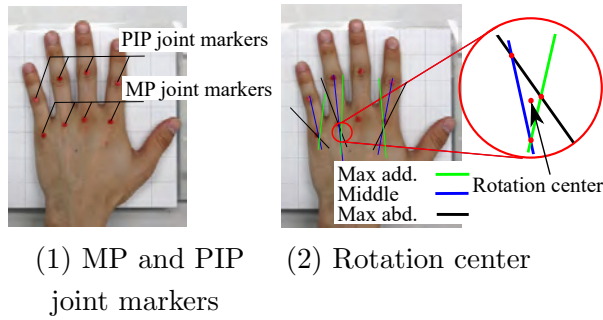 PIP joint markers
MP joint markers
Max add.
Middle
Max abd.
Rotation center
(1) MP and PIP
joint markers
(2) Rotation center